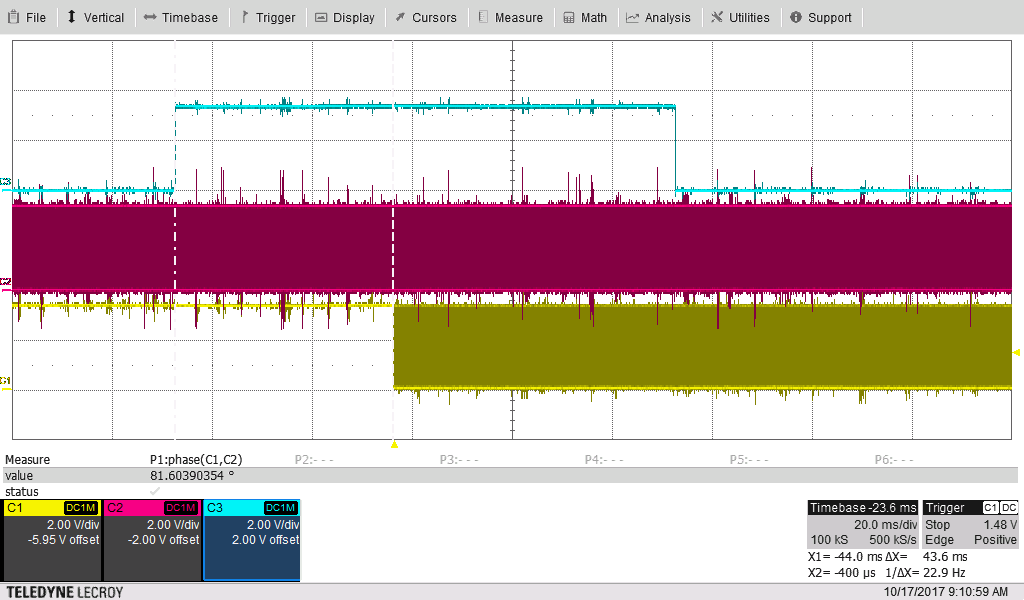 File Vertical Timebase Trigger Display Cursors Measure Math Analysis Utilities Support
C3
C2
C1
Measure P1:phase(C1,C2) P2:- - - P3:- - - P4:- - - P5:- - - P6:- - -
value 81.60390354 °
status
C1 DC1M
2.00 V/div
-5.95 V offset
C2 DC1M
2.00 V/div
-2.00 V offset
C3 DC1M
2.00 V/div
2.00 V offset
Timebase -23.6 ms
20.0 ms/div
100 kS 500 kS/s
Trigger C1 DC
Stop 1.48 V
Edge Positive
X1= -44.0 ms ΔX= 43.6 ms
X2= -400 µs 1/ΔX= 22.9 Hz
TELEDYNE LECROY 10/17/2017 9:10:59 AM